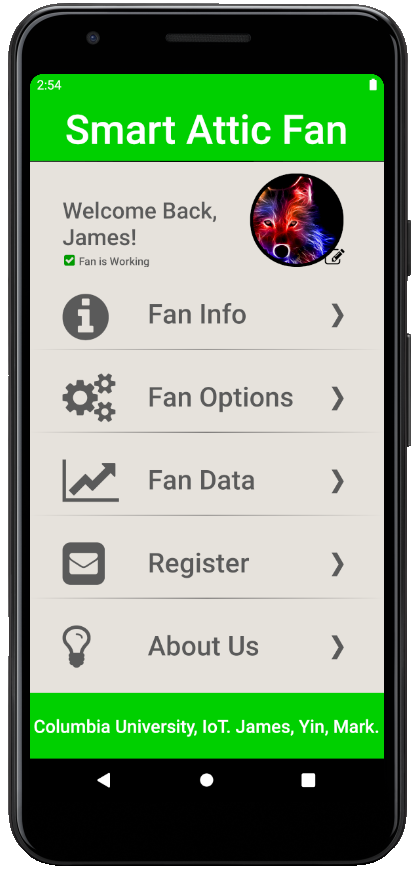 2:54
Smart Attic Fan
Welcome Back,
James!
Fan is Working
Fan Info
Fan Options
Fan Data
Register
About Us
Columbia University, IoT. James, Yin, Mark.